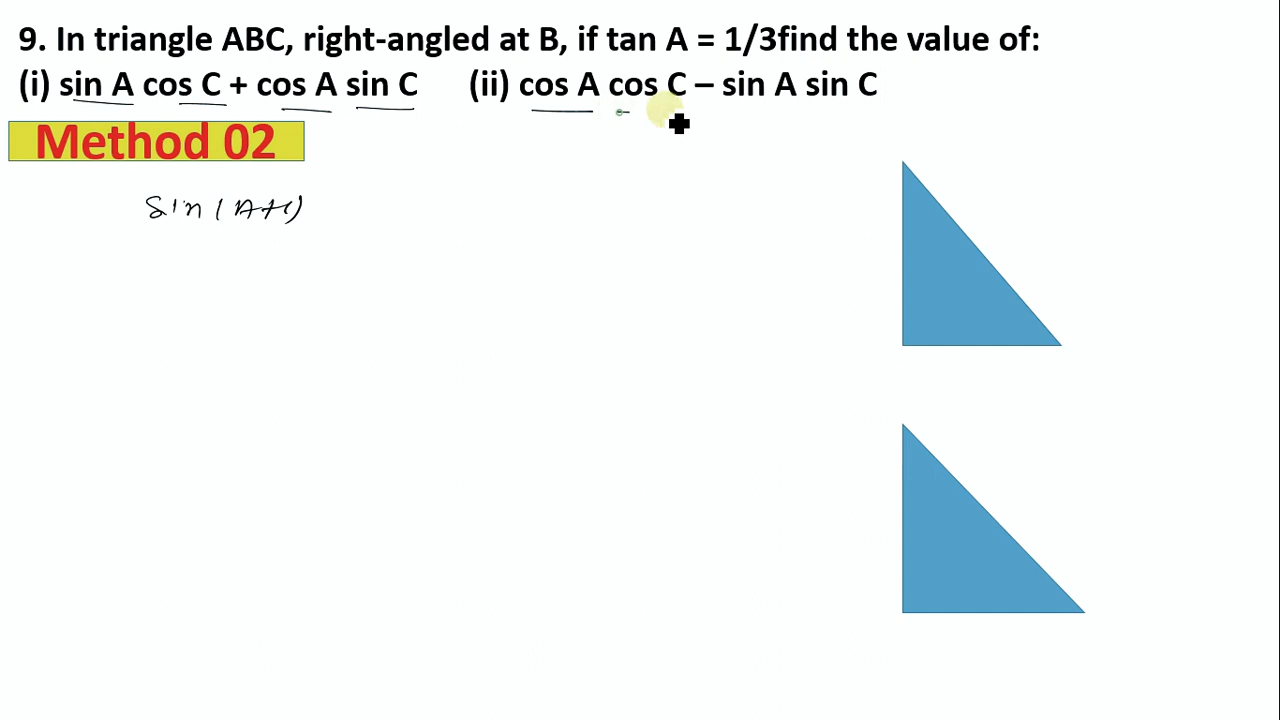 9. In triangle ABC, right-angled at B, if tan A = 1/3find the value of:
(i) sin A cos C + cos A sin C (ii) cos A cos C – sin A sin C
Method 02
Sin (A+C)